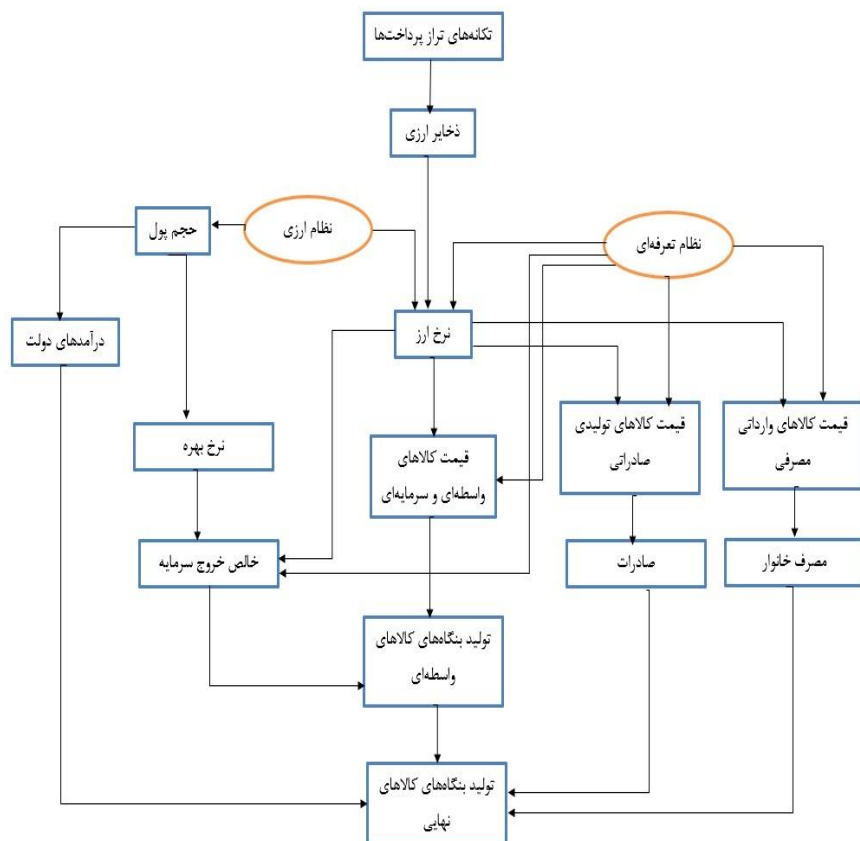 تکانه‌های تراز پرداخت‌ها
ذخایر ارزی
نظام تعرفه‌ای
نظام ارزی
حجم پول
نرخ ارز
درآمدهای دولت
قیمت کالاهای وارداتی
مصرفی
قیمت کالاهای تولیدی
صادراتی
قیمت کالاهای
واسطه‌ای و سرمایه‌ای
نرخ بهره
مصرف خانوار
صادرات
خالص خروج سرمایه
تولید بنگاه‌های کالاهای
واسطه‌ای
تولید بنگاه‌های کالاهای
نهایی